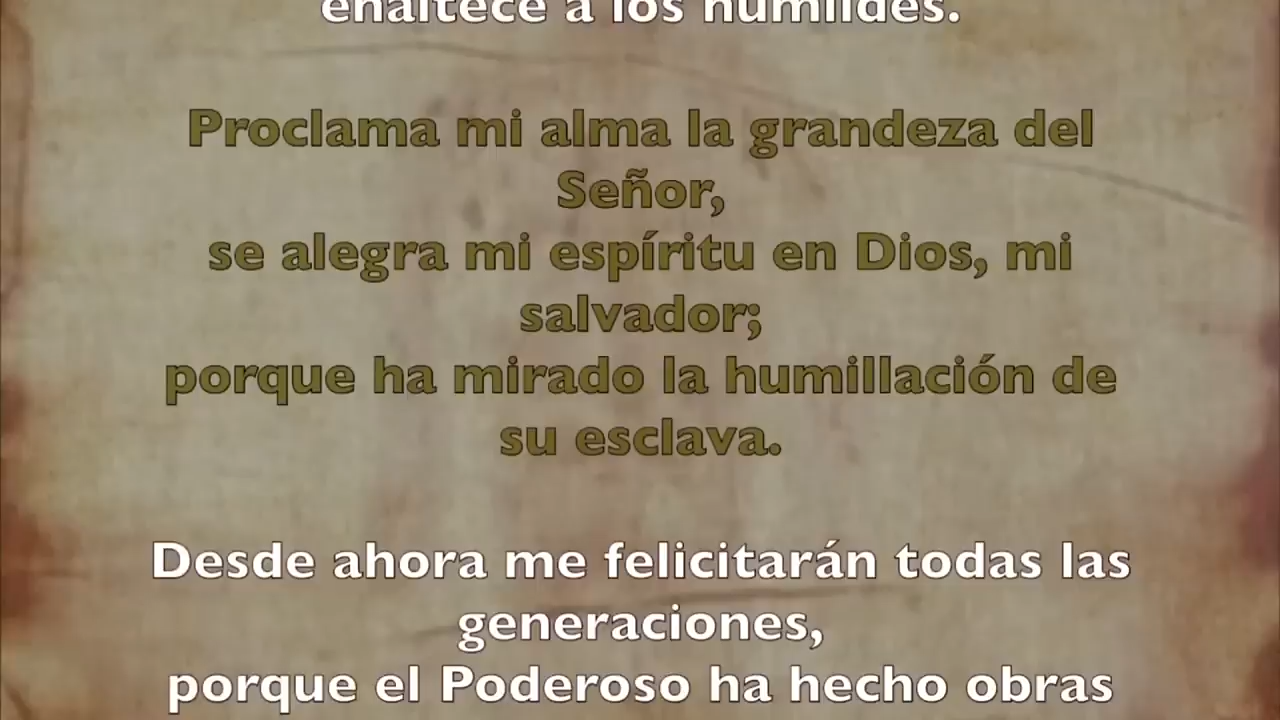 enaltece a los humildes.
Proclama mi alma la grandeza del
Señor,
se alegra mi espíritu en Dios, mi
salvador;
porque ha mirado la humillación de
su esclava.
Desde ahora me felicitarán todas las
generaciones,
porque el Poderoso ha hecho obras